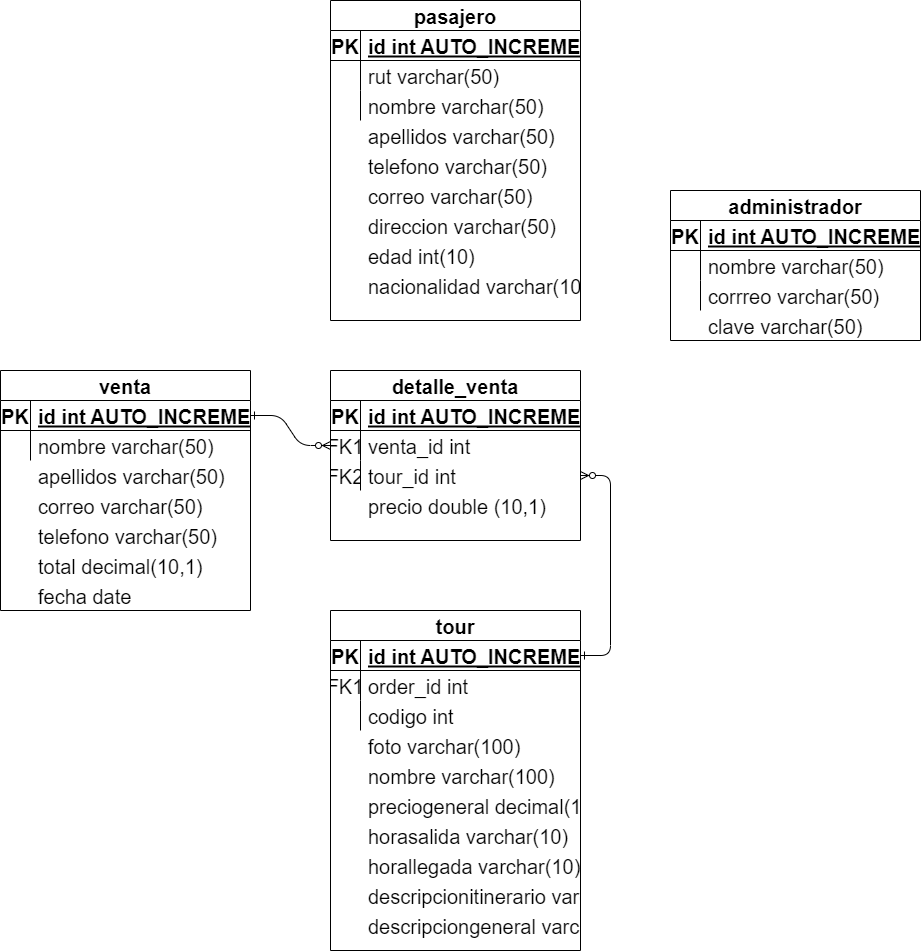 pasajero
PK id int AUTO_INCREME
rut varchar(50)
nombre varchar(50)
apellidos varchar(50)
telefono varchar(50)
correo varchar(50)
direccion varchar(50)
edad int(10)
nacionalidad varchar(10
administrador
PK id int AUTO_INCREME
nombre varchar(50)
corrreo varchar(50)
clave varchar(50)
venta
PK id int AUTO_INCREME
nombre varchar(50)
apellidos varchar(50)
correo varchar(50)
telefono varchar(50)
total decimal(10,1)
fecha date
detalle_venta
PK id int AUTO_INCREME
FK1 venta_id int
FK2 tour_id int
precio double (10,1)
tour
PK id int AUTO_INCREME
FK1 order_id int
codigo int
foto varchar(100)
nombre varchar(100)
preciogeneral decimal(1
horasalida varchar(10)
horallegada varchar(10)
descripcionitinerario var
descripciongeneral varc